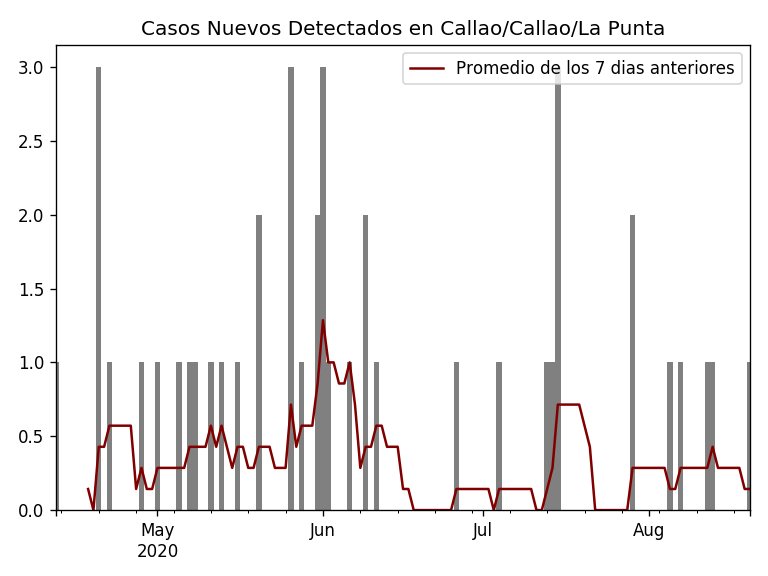 Casos Nuevos Detectados en Callao/Callao/La Punta
Promedio de los 7 dias anteriores
3.0
2.5
2.0
1.5
1.0
0.5
0.0
May
2020
Jun
Jul
Aug